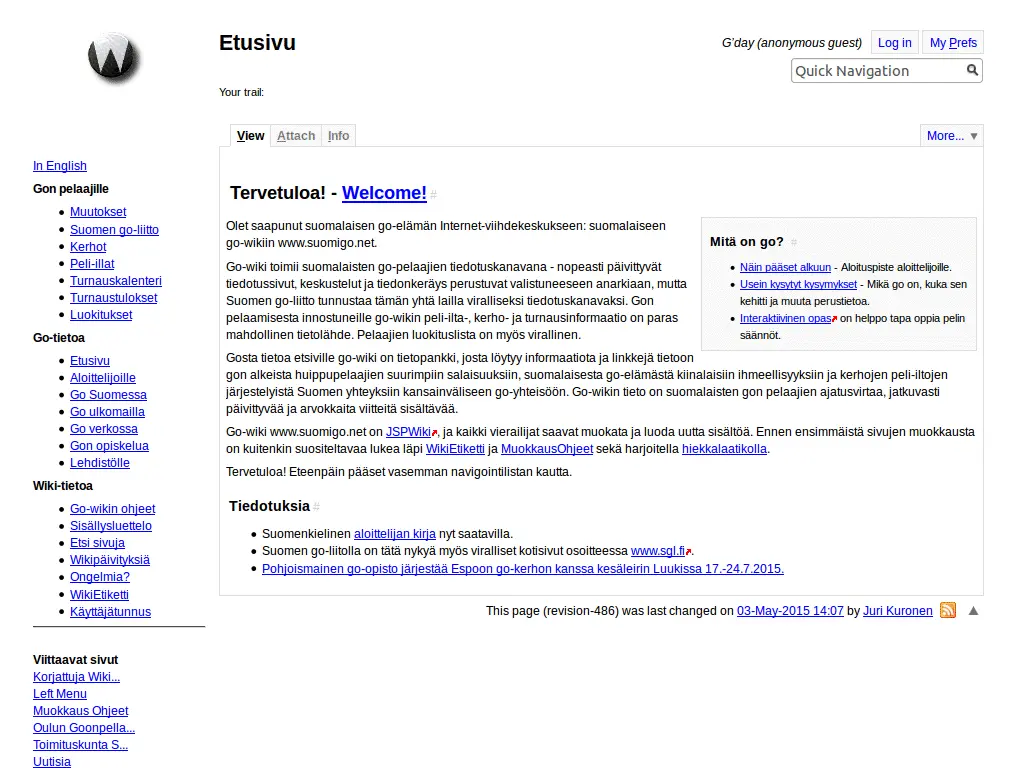 Etusivu
G'day (anonymous guest) Log in My Prefs
Quick Navigation
Your trail:
View Attach Info More... ▼
In English
Gon pelaajille
Muutokset
Suomen go-liitto
Kerhot
Peli-illat
Turnauskalenteri
Turnaustulokset
Luokitukset
Go-tietoa
Etusivu
Aloittelijoille
Go Suomessa
Go ulkomailla
Go verkossa
Gon opiskelua
Lehdistölle
Wiki-tietoa
Go-wikin ohjeet
Sisällysluettelo
Etsi sivuja
Wikipäivityksiä
Ongelmia?
WikiEtiketti
Käyttäjätunnus
Viittaavat sivut
Korjattuja Wiki...
Left Menu
Muokkaus Ohjeet
Oulun Goonpella...
Toimituskunta S...
Uutisia
Tervetuloa! - Welcome! #
Olet saapunut suomalaisen go-elämän Internet-viihdekeskukseen: suomalaiseen
go-wikiin www.suomigo.net.
Go-wiki toimii suomalaisten go-pelaajien tiedotuskanavana - nopeasti päivittyvät
tiedotussivut, keskustelut ja tiedonkeräys perustuvat valistuneeseen anarkiaan, mutta
Suomen go-liitto tunnustaa tämän yhtä lailla viralliseksi tiedotuskanavaksi. Gon
pelaamisesta innostuneille go-wikin peli-ilta-, kerho- ja turnausinformaatio on paras
mahdollinen tietolähde. Pelaajien luokituslista on myös virallinen.
Gosta tietoa etsiville go-wiki on tietopankki, josta löytyy informaatiota ja linkkejä tietoon
gon alkeista huippupelaajien suurimpiin salaisuuksiin, suomalaisesta go-elämästä kiinalaisiin ihmeellisyyksiin ja kerhojen peli-iltojen
järjestelyistä Suomen yhteyksiin kansainväliseen go-yhteisöön. Go-wikin tieto on suomalaisten gon pelaajien ajatusvirtaa, jatkuvasti
päivittyvää ja arvokkaita viitteitä sisältävää.
Go-wiki www.suomigo.net on JSPWiki, ja kaikki vierailijat saavat muokata ja luoda uutta sisältöä. Ennen ensimmäistä sivujen muokkausta
on kuitenkin suositeltavaa lukea läpi WikiEtiketti ja MuokkausOhjeet sekä harjoitella hiekkalaatikolla.
Tervetuloa! Eteenpäin pääset vasemman navigointilistan kautta.
Mitä on go? #
Näin pääset alkuun - Aloituspiste aloittelijoille.
Usein kysytyt kysymykset - Mikä go on, kuka sen
kehitti ja muuta perustietoa.
Interaktiivinen opas on helppo tapa oppia pelin
säännöt.
Tiedotuksia #
Suomenkielinen aloittelijan kirja nyt saatavilla.
Suomen go-liitolla on tätä nykyä myös viralliset kotisivut osoitteessa www.sgl.fi.
Pohjoismainen go-opisto järjestää Espoon go-kerhon kanssa kesäleirin Luukissa 17.-24.7.2015.
This page (revision-486) was last changed on 03-May-2015 14:07 by Juri Kuronen ▲